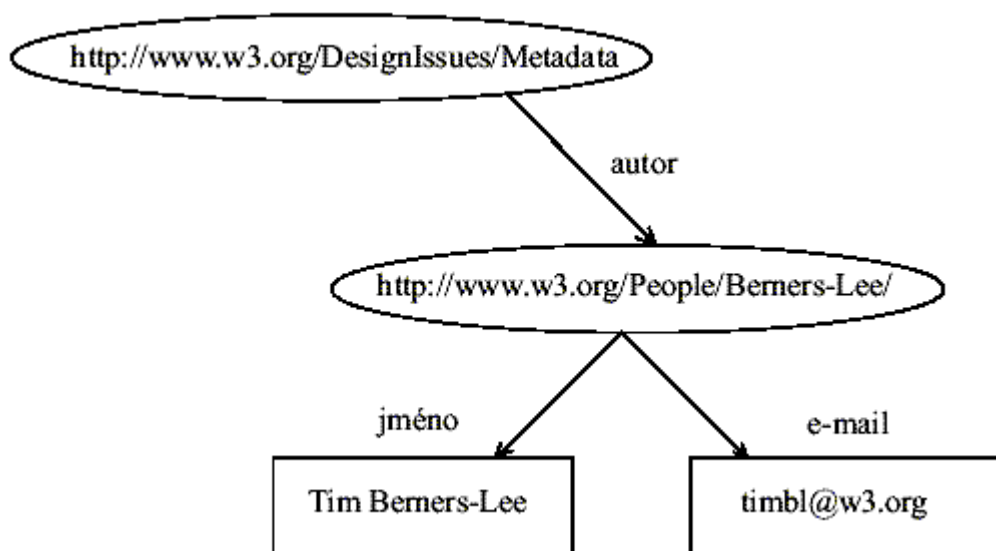 http://www.w3.org/DesignIssues/Metadata
autor
http://www.w3.org/People/Berners-Lee/
jméno
e-mail
Tim Berners-Lee
timbl@w3.org